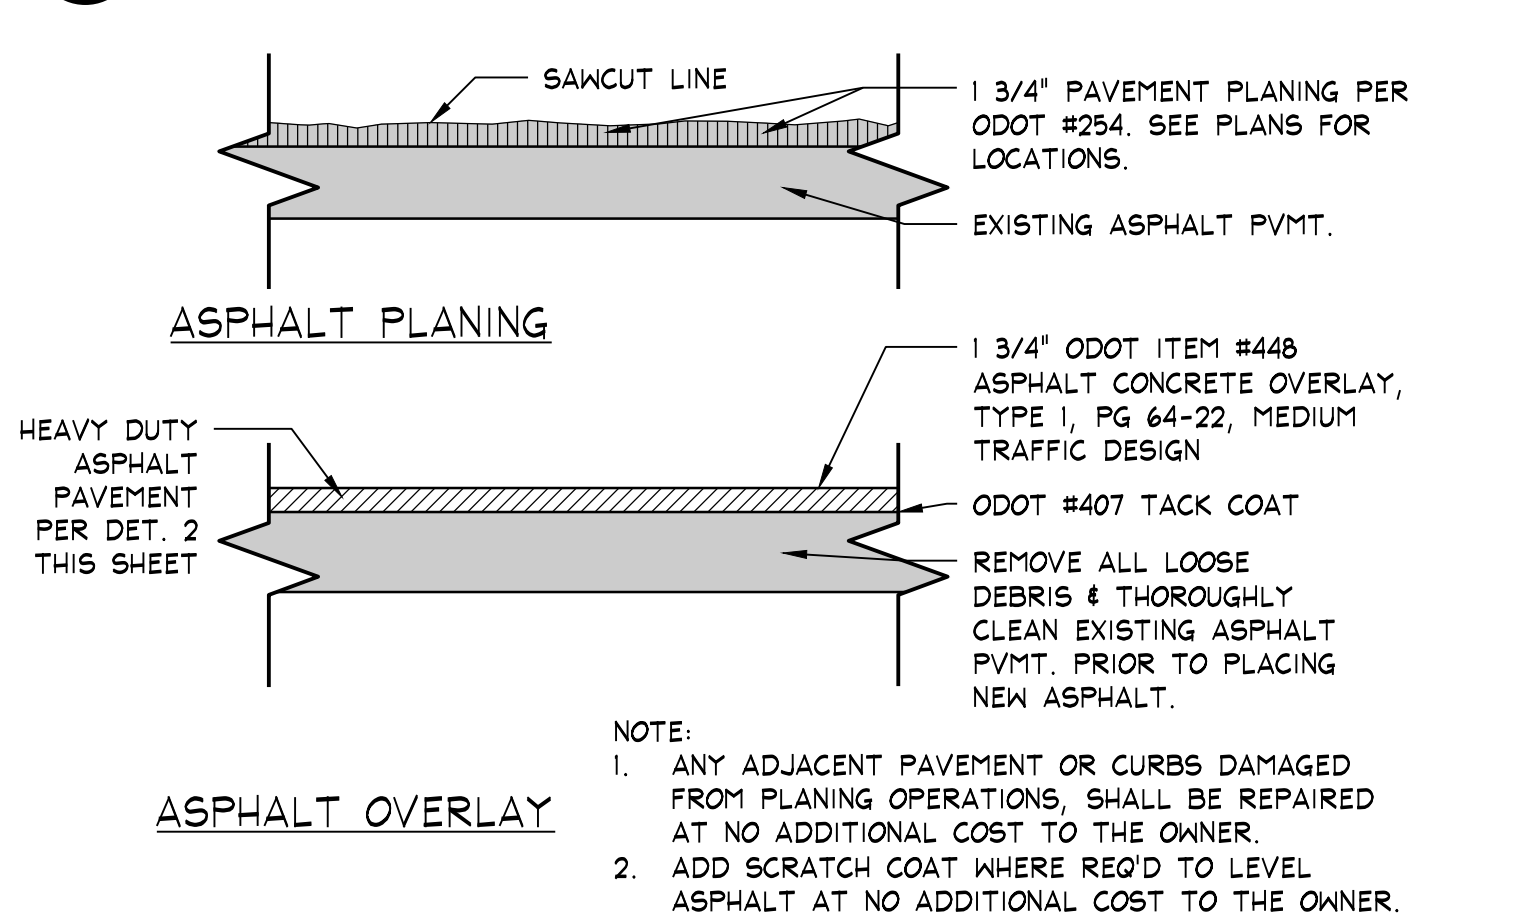 SAWCUT LINE
1 3/4" PAVEMENT PLANING PER
ODOT #254. SEE PLANS FOR
LOCATIONS.
EXISTING ASPHALT PVMT.
ASPHALT PLANING
1 3/4" ODOT ITEM #448
ASPHALT CONCRETE OVERLAY,
TYPE 1, PG 64-22, MEDIUM
TRAFFIC DESIGN
HEAVY DUTY
ASPHALT
PAVEMENT
PER DET. 2
THIS SHEET
ODOT #407 TACK COAT
REMOVE ALL LOOSE
DEBRIS & THOROUGHLY
CLEAN EXISTING ASPHALT
PVMT. PRIOR TO PLACING
NEW ASPHALT.
ASPHALT OVERLAY
NOTE:
1. ANY ADJACENT PAVEMENT OR CURBS DAMAGED
FROM PLANING OPERATIONS, SHALL BE REPAIRED
AT NO ADDITIONAL COST TO THE OWNER.
2. ADD SCRATCH COAT WHERE REQ'D TO LEVEL
ASPHALT AT NO ADDITIONAL COST TO THE OWNER.